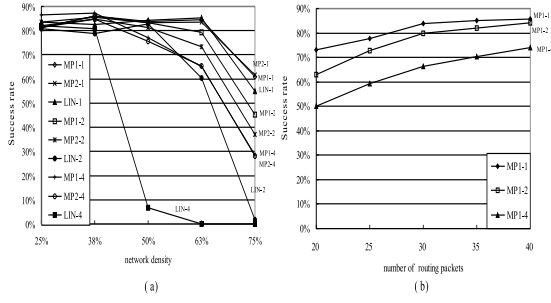 90%
80%
70%
60%
50%
40%
30%
20%
10%
0%
Success rate
MP1-1
MP2-1
LIN-1
MP1-2
MP2-2
LIN-2
MP1-4
MP2-4
LIN-4
MP2-1
MP1-1
LIN-1
MP1-2
MP2-2
MP1-4
MP2-4
LIN-2
LIN-4
25%
38%
50%
63%
75%
network density
(a)
90%
80%
70%
60%
50%
40%
30%
20%
10%
0%
Success rate
MP1-1
MP1-2
MP1-4
MP1-1
MP1-2
MP1-
20
25
30
35
40
number of routing packets
(b)